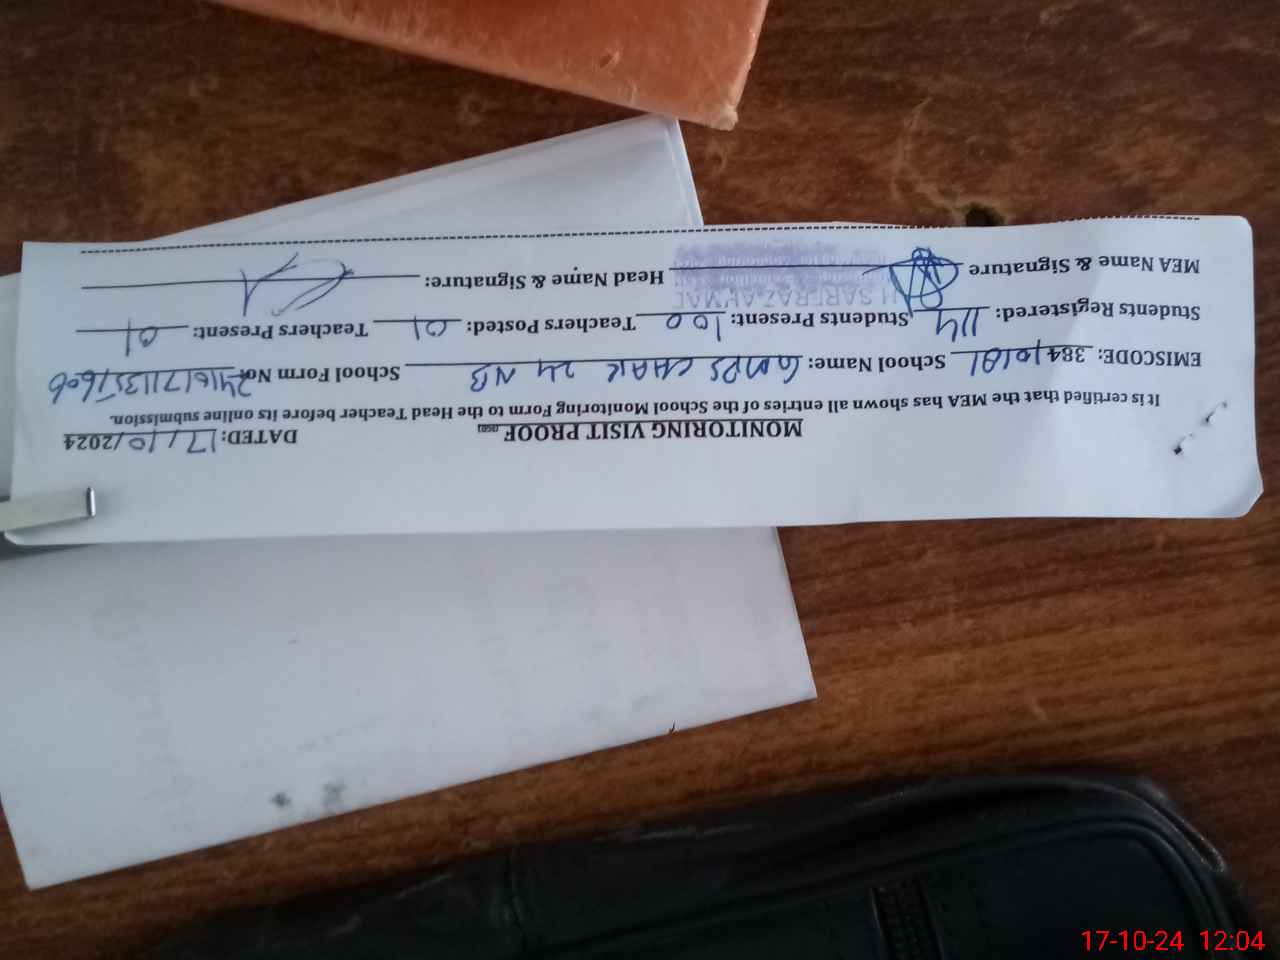 MONITORING VISIT PROOF DATED: 17/10/2024
It is certified that the MEA has shown all entries of the School Monitoring Form to the Head Teacher before its online submission.
EMISCODE: 38410181 School Name: GMPS CHAK 24 NB School Form No
Students Registered: 114 Students Present: 100 Teachers Posted: 01 Teachers Present: 01
MEA Name & Signature Head Name & Signature:
17-10-24 12:04